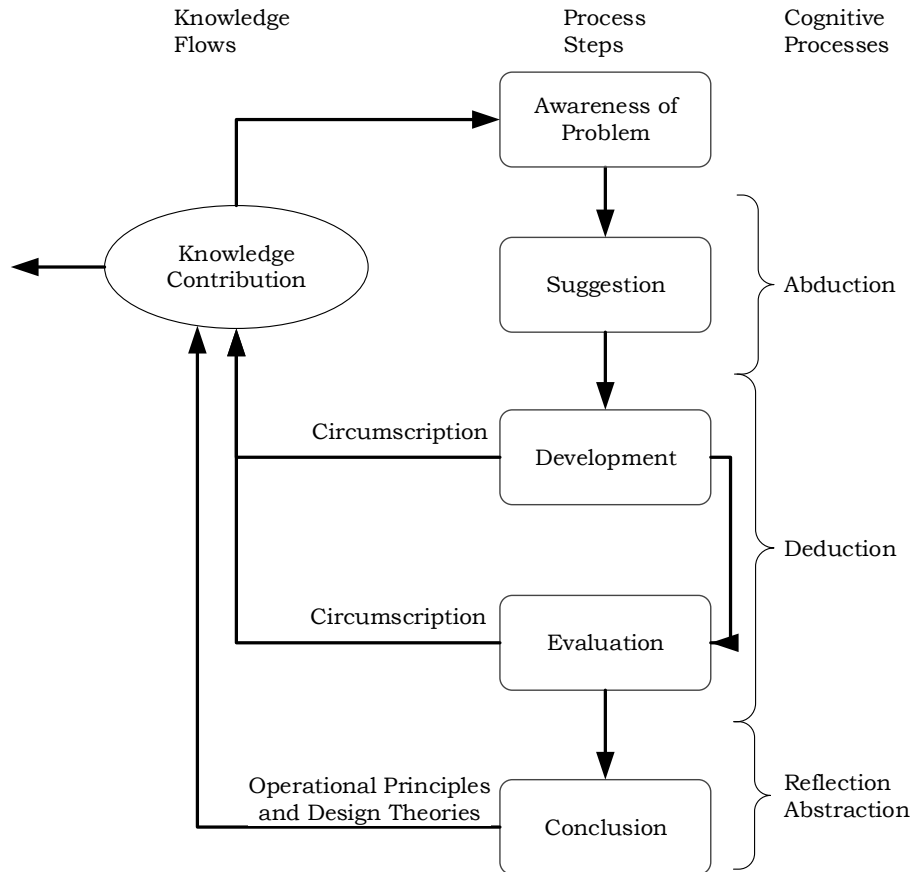 Knowledge
Flows
Process
Steps
Cognitive
Processes
Awareness of
Problem
Knowledge
Contribution
Suggestion
Abduction
Circumscription
Development
Deduction
Circumscription
Evaluation
Operational Principles
and Design Theories
Conclusion
Reflection
Abstraction